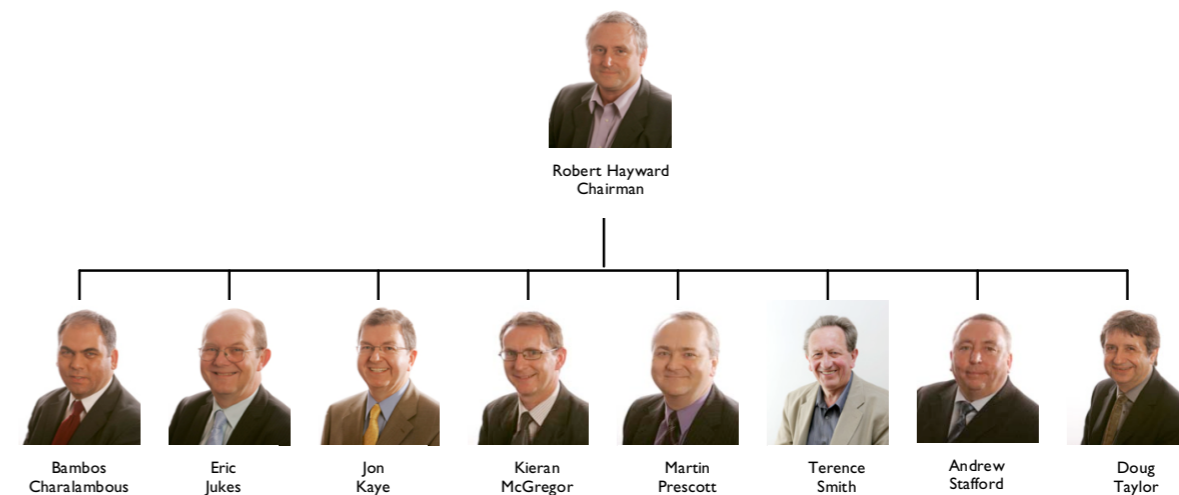 Robert Hayward
Chairman
Bambos
Charalambous
Eric
Jukes
Jon
Kaye
Kieran
McGregor
Martin
Prescott
Terence
Smith
Andrew
Stafford
Doug
Taylor